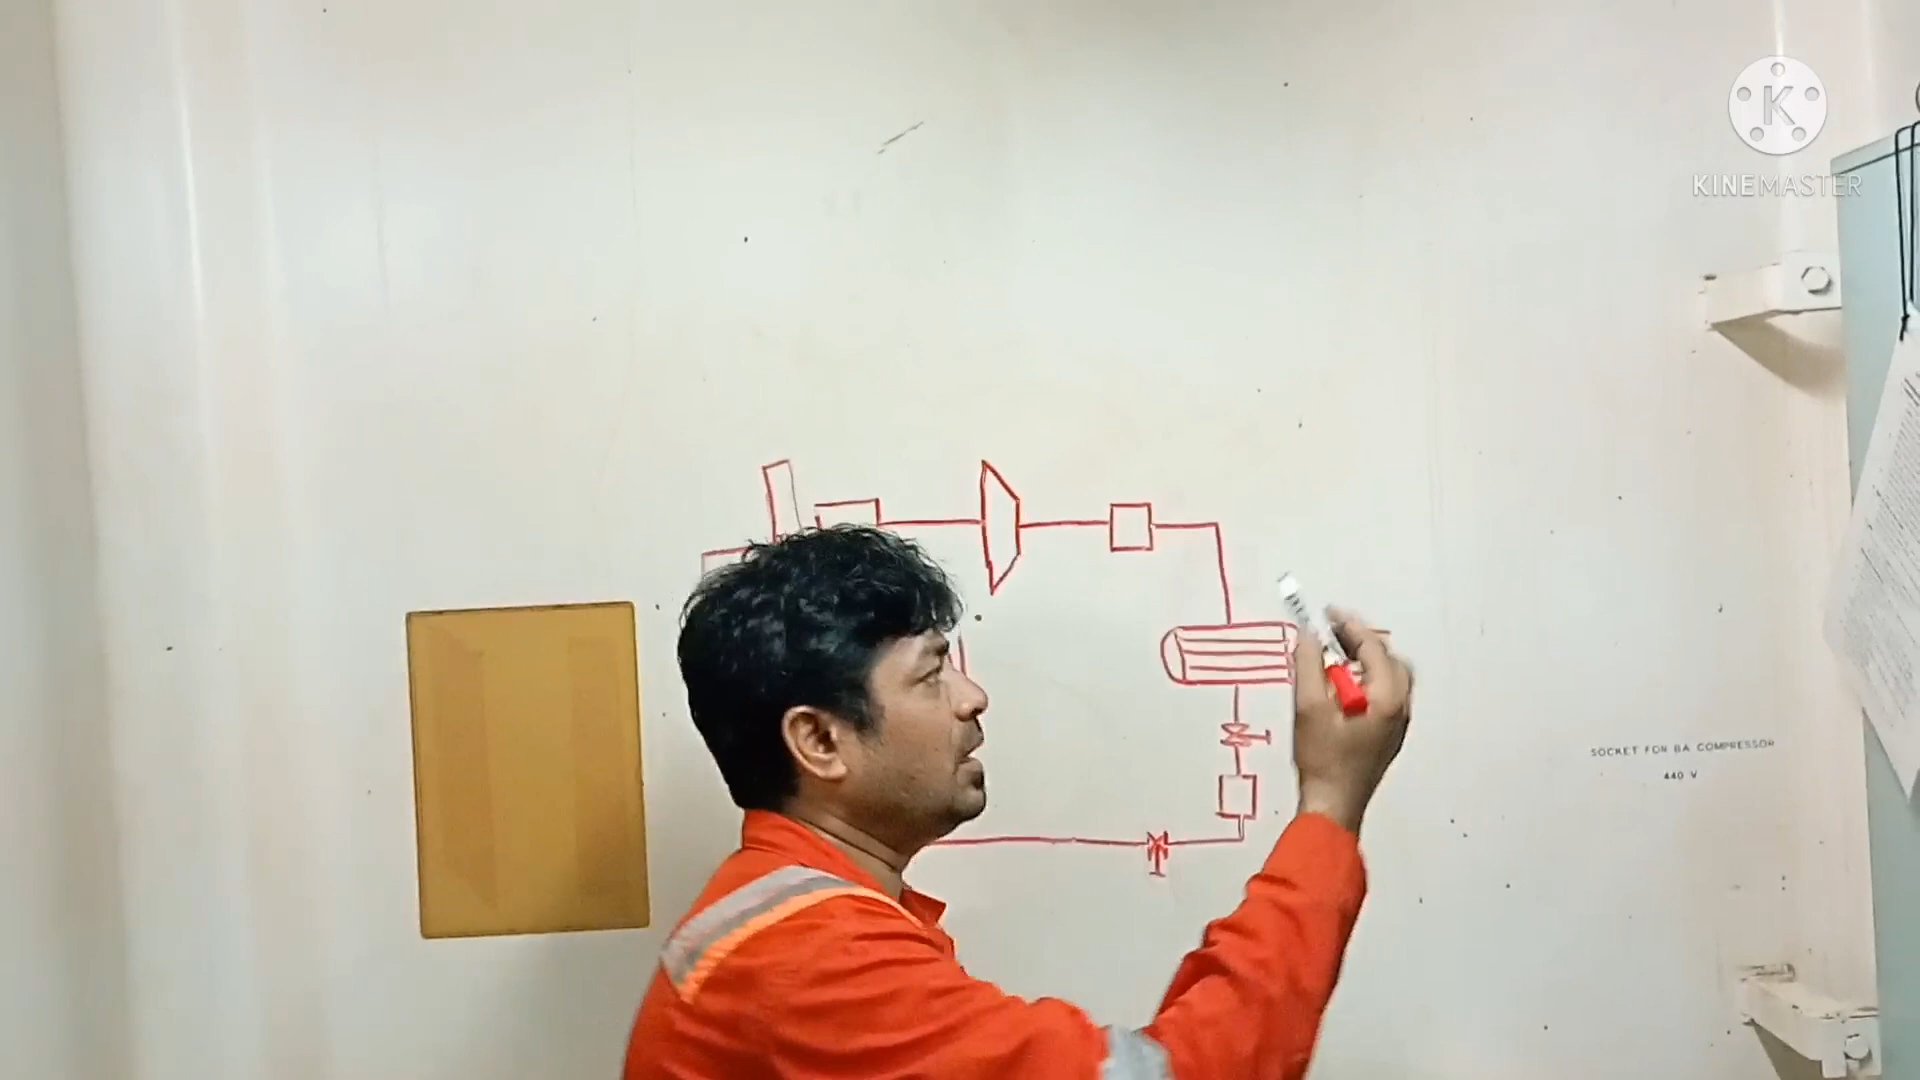 K
KINEMASTER
SOCKET FOR BA COMPRESSOR
440 V